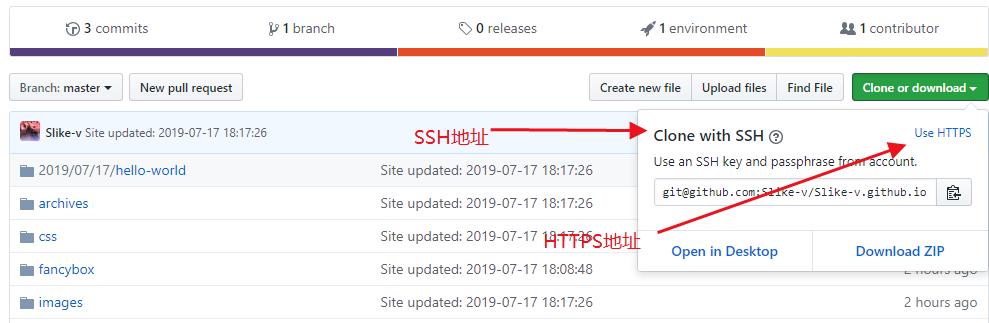 3 commits 1 branch 0 releases 1 environment 1 contributor
Branch: master New pull request Create new file Upload files Find File Clone or download
Slike-v Site updated: 2019-07-17 18:17:26
SSH地址
Clone with SSH Use HTTPS
Use an SSH key and passphrase from account.
git@github.com:Slike-v/Slike-v.github.io
HTTPS地址
Open in Desktop Download ZIP
2019/07/17/hello-world Site updated: 2019-07-17 18:17:26
archives Site updated: 2019-07-17 18:17:26
css Site updated: 2019-07-17 18:17:26
fancybox Site updated: 2019-07-17 18:08:48 2 hours ago
images Site updated: 2019-07-17 18:17:26 2 hours ago